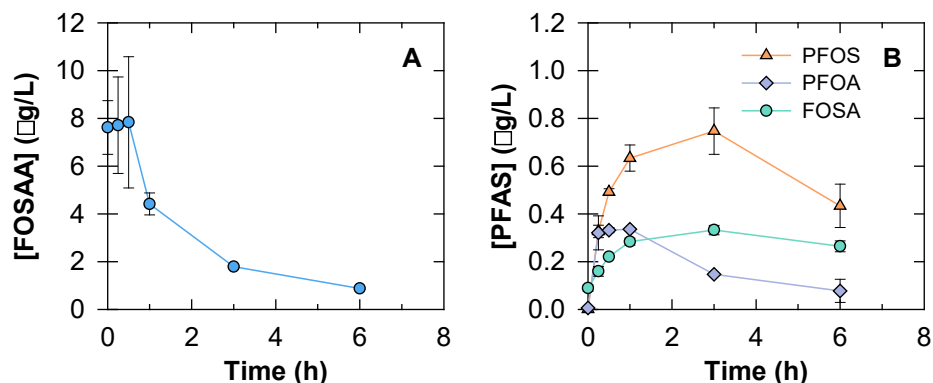 A
[FOSAA] (□g/L)
12
10
8
6
4
2
0
0 2 4 6 8
Time (h)
B
PFOS
PFOA
FOSA
[PFAS] (□g/L)
1.2
1.0
0.8
0.6
0.4
0.2
0.0
0 2 4 6 8
Time (h)